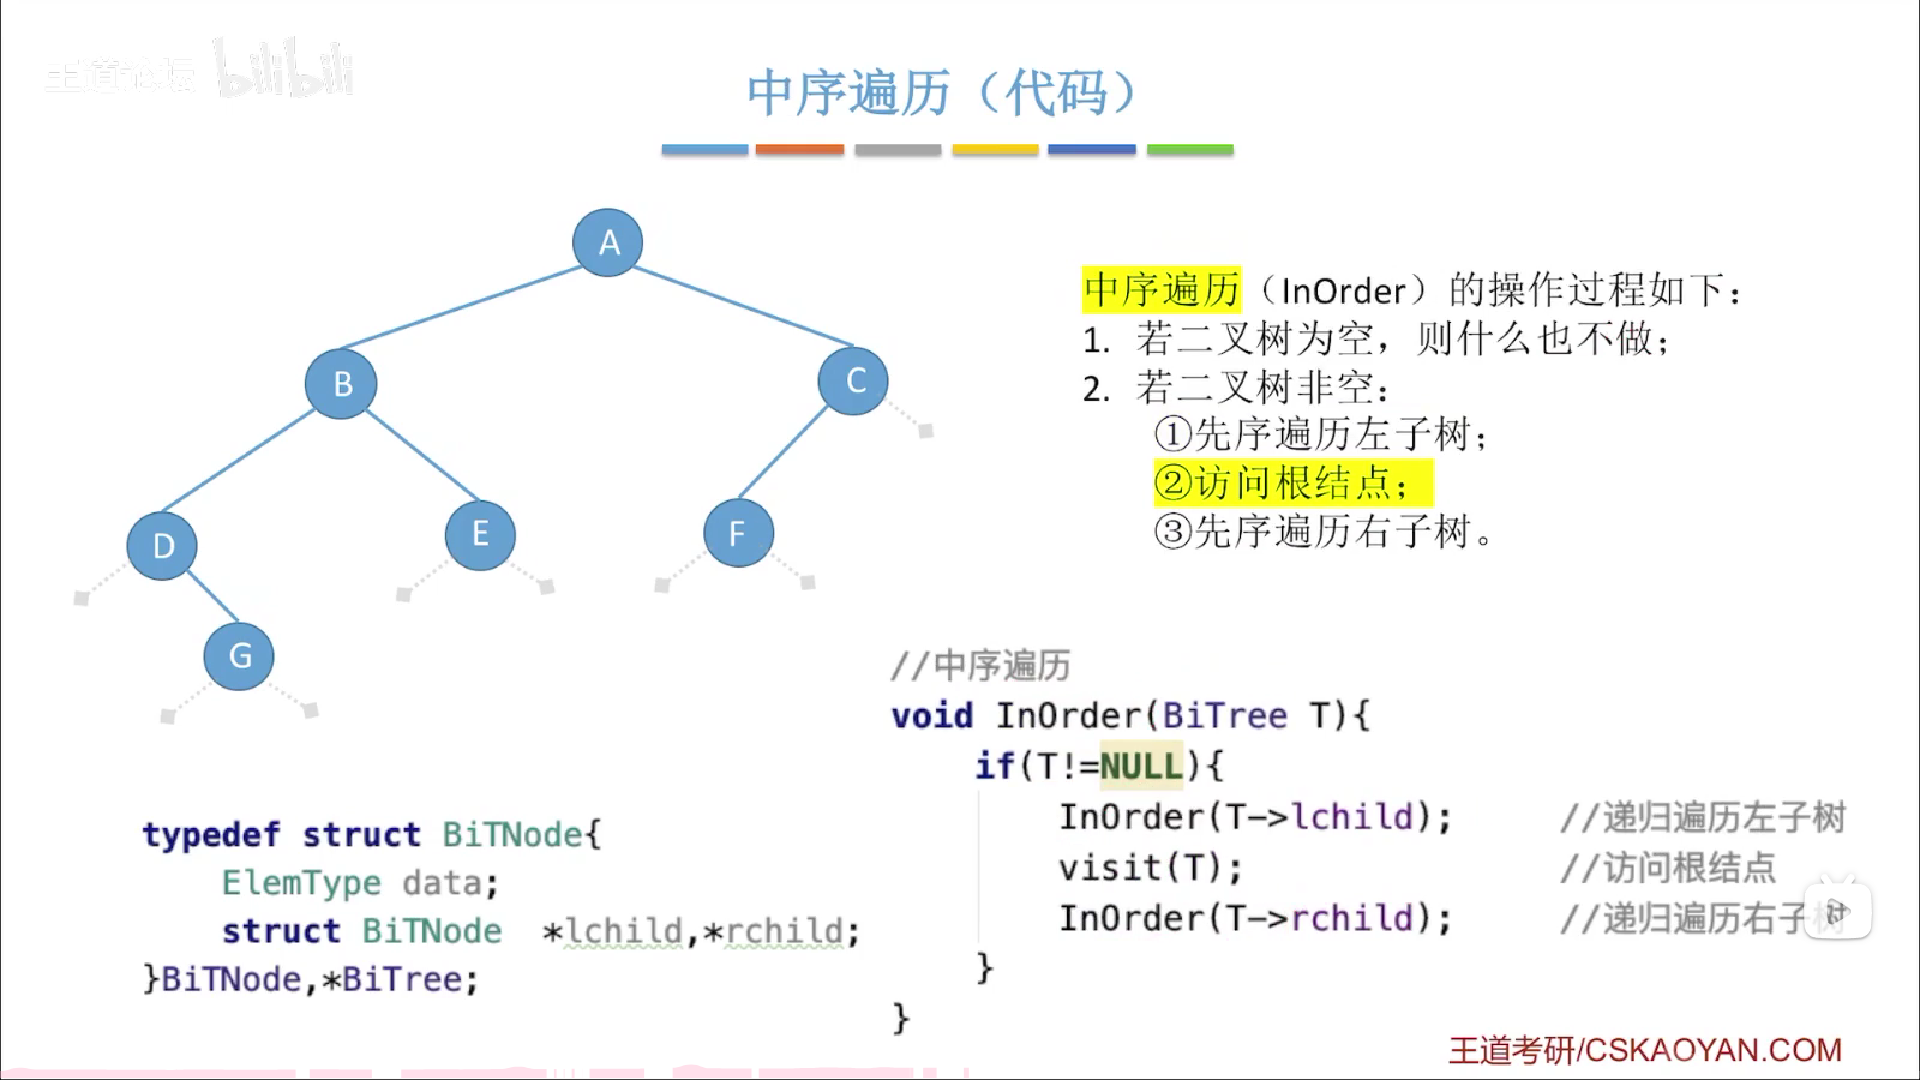 王道论坛 bilibili
中序遍历（代码）
A
B
C
D
E
F
G
中序遍历（InOrder）的操作过程如下：
1. 若二叉树为空，则什么也不做；
2. 若二叉树非空：
①先序遍历左子树；
②访问根结点；
③先序遍历右子树。
//中序遍历
void InOrder(BiTree T){
if(T!=NULL){
InOrder(T->lchild); //递归遍历左子树
visit(T); //访问根结点
InOrder(T->rchild); //递归遍历右子树
}
}
typedef struct BiTNode{
ElemType data;
struct BiTNode *lchild,*rchild;
}BiTNode,*BiTree;
王道考研/CSKAOYAN.COM